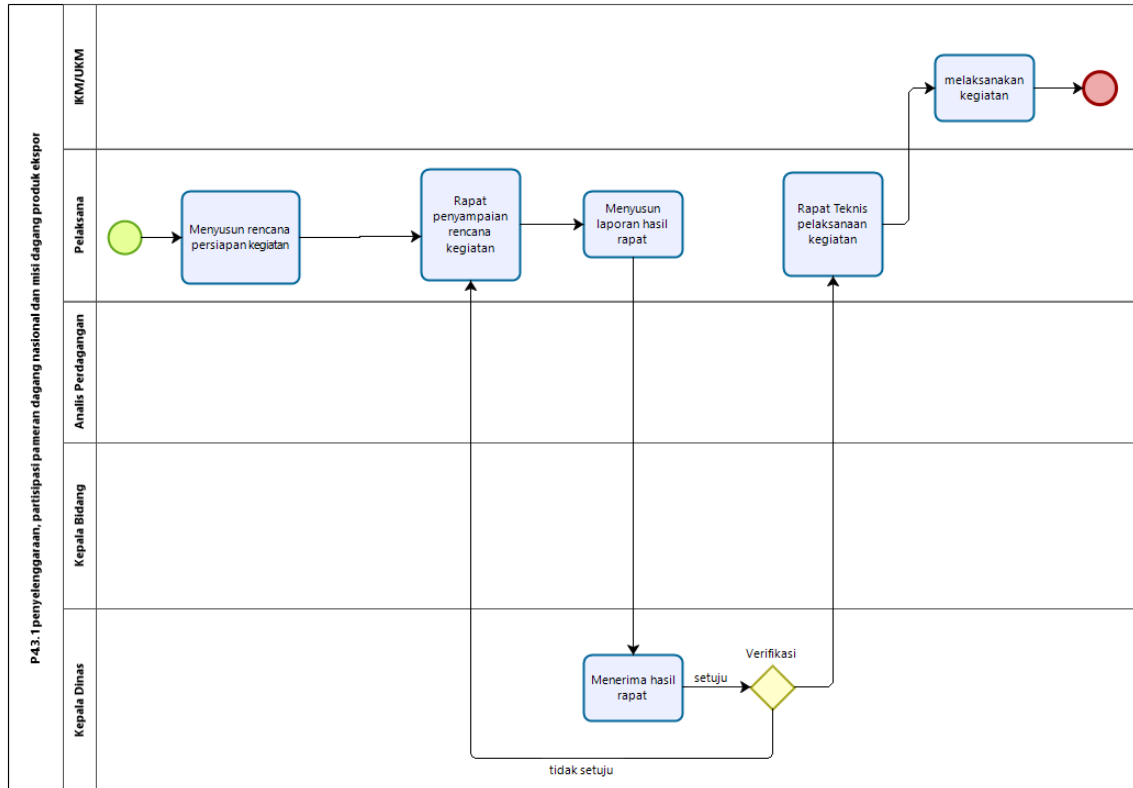 P4.3.1 penyelenggaraan, partisipasi pameran dagang nasional dan misi dagang produk ekspor
IKM/UKM
melaksanakan
kegiatan
Pelaksana
Menyusun rencana
persiapan kegiatan
Rapat
penyampaian
rencana
kegiatan
Menyusun
laporan hasil
rapat
Rapat Teknis
pelaksanaan
kegiatan
Analis Perdagangan
Kepala Bidang
Kepala Dinas
Menerima hasil
rapat
setuju
Verifikasi
tidak setuju